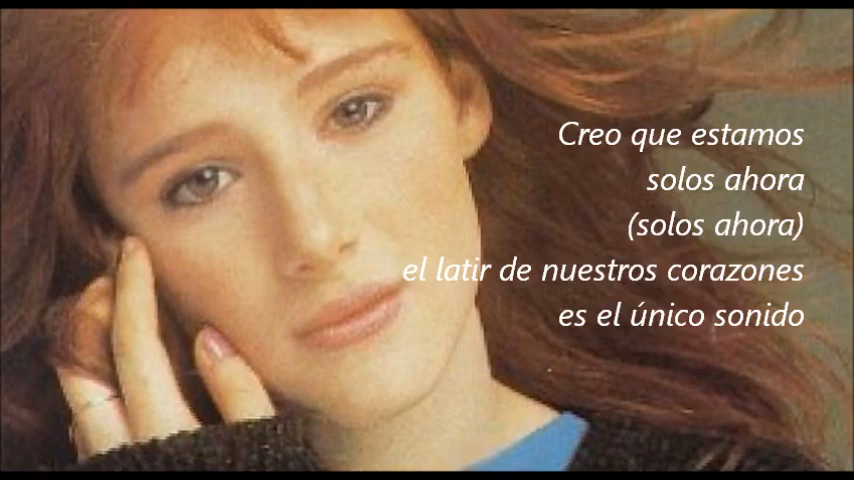 Creo que estamos
solos ahora
(solos ahora)
el latir de nuestros corazones
es el único sonido